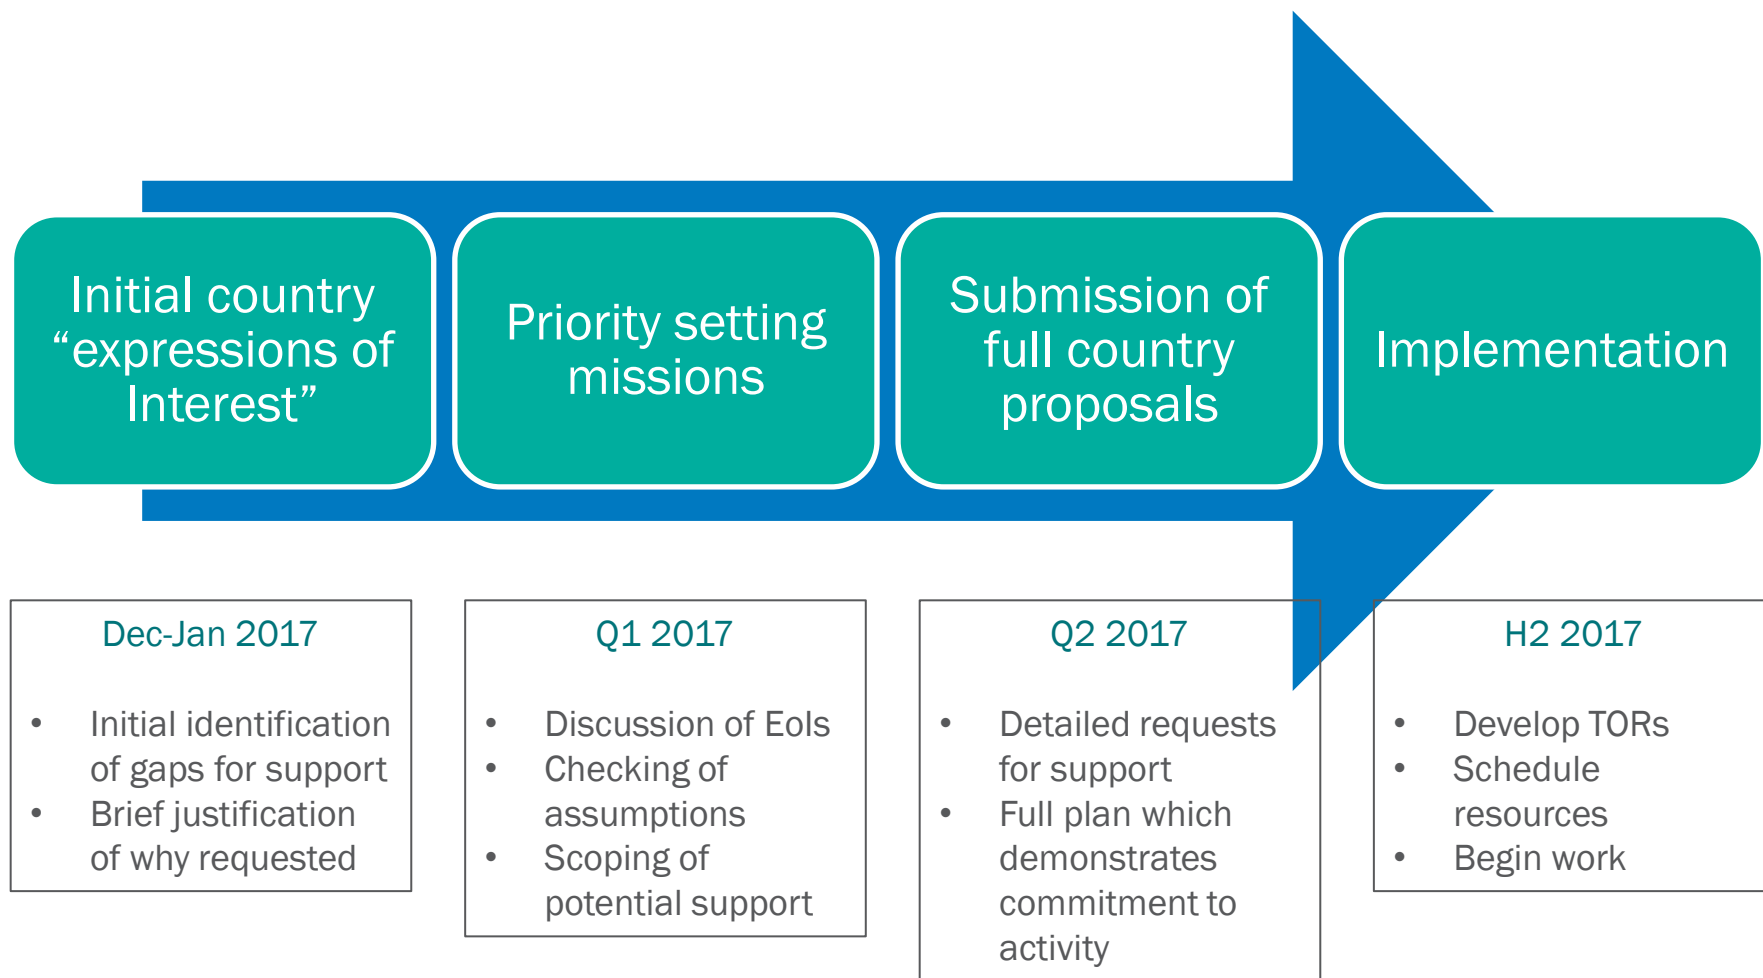 Initial country
“expressions of
Interest”
Priority setting
missions
Submission of
full country
proposals
Implementation
Dec-Jan 2017
• Initial identification
of gaps for support
• Brief justification
of why requested
Q1 2017
• Discussion of EoIs
• Checking of
assumptions
• Scoping of
potential support
Q2 2017
• Detailed requests
for support
• Full plan which
demonstrates
commitment to
activity
H2 2017
• Develop TORs
• Schedule
resources
• Begin work